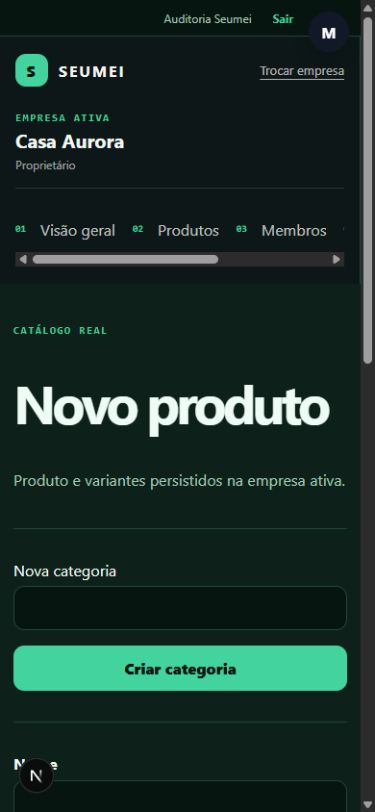 Auditoria Seumei Sair M
S SEUMEI Trocar empresa
EMPRESA ATIVA
Casa Aurora
Proprietário
01 Visão geral 02 Produtos 03 Membros
CATÁLOGO REAL
Novo produto
Produto e variantes persistidos na empresa ativa.
Nova categoria
Criar categoria
N